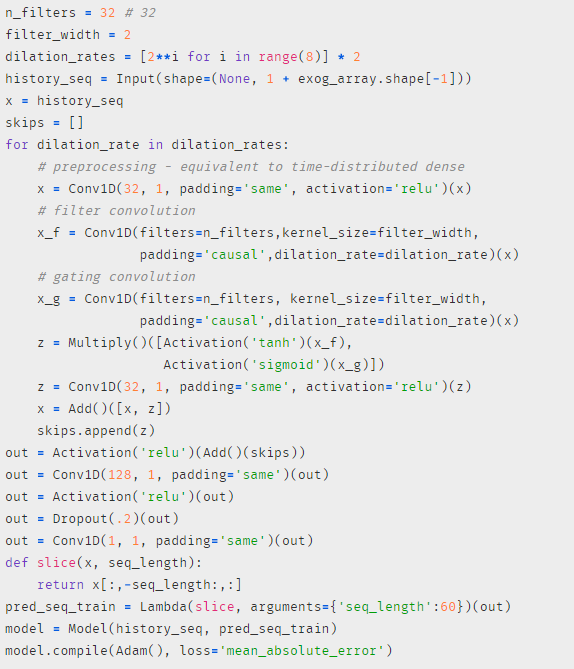 n_filters = 32 # 32
filter_width = 2
dilation_rates = [2**i for i in range(8)] * 2
history_seq = Input(shape=(None, 1 + exog_array.shape[-1]))
x = history_seq
skips = []
for dilation_rate in dilation_rates:
    # preprocessing - equivalent to time-distributed dense
    x = Conv1D(32, 1, padding='same', activation='relu')(x)
    # filter convolution
    x_f = Conv1D(filters=n_filters,kernel_size=filter_width,
                 padding='causal',dilation_rate=dilation_rate)(x)
    # gating convolution
    x_g = Conv1D(filters=n_filters, kernel_size=filter_width,
                 padding='causal',dilation_rate=dilation_rate)(x)
    z = Multiply()([Activation('tanh')(x_f),
                    Activation('sigmoid')(x_g)])
    z = Conv1D(32, 1, padding='same', activation='relu')(z)
    x = Add()([x, z])
    skips.append(z)
out = Activation('relu')(Add()(skips))
out = Conv1D(128, 1, padding='same')(out)
out = Activation('relu')(out)
out = Dropout(.2)(out)
out = Conv1D(1, 1, padding='same')(out)
def slice(x, seq_length):
    return x[:,-seq_length:,:]
pred_seq_train = Lambda(slice, arguments={'seq_length':60})(out)
model = Model(history_seq, pred_seq_train)
model.compile(Adam(), loss='mean_absolute_error')